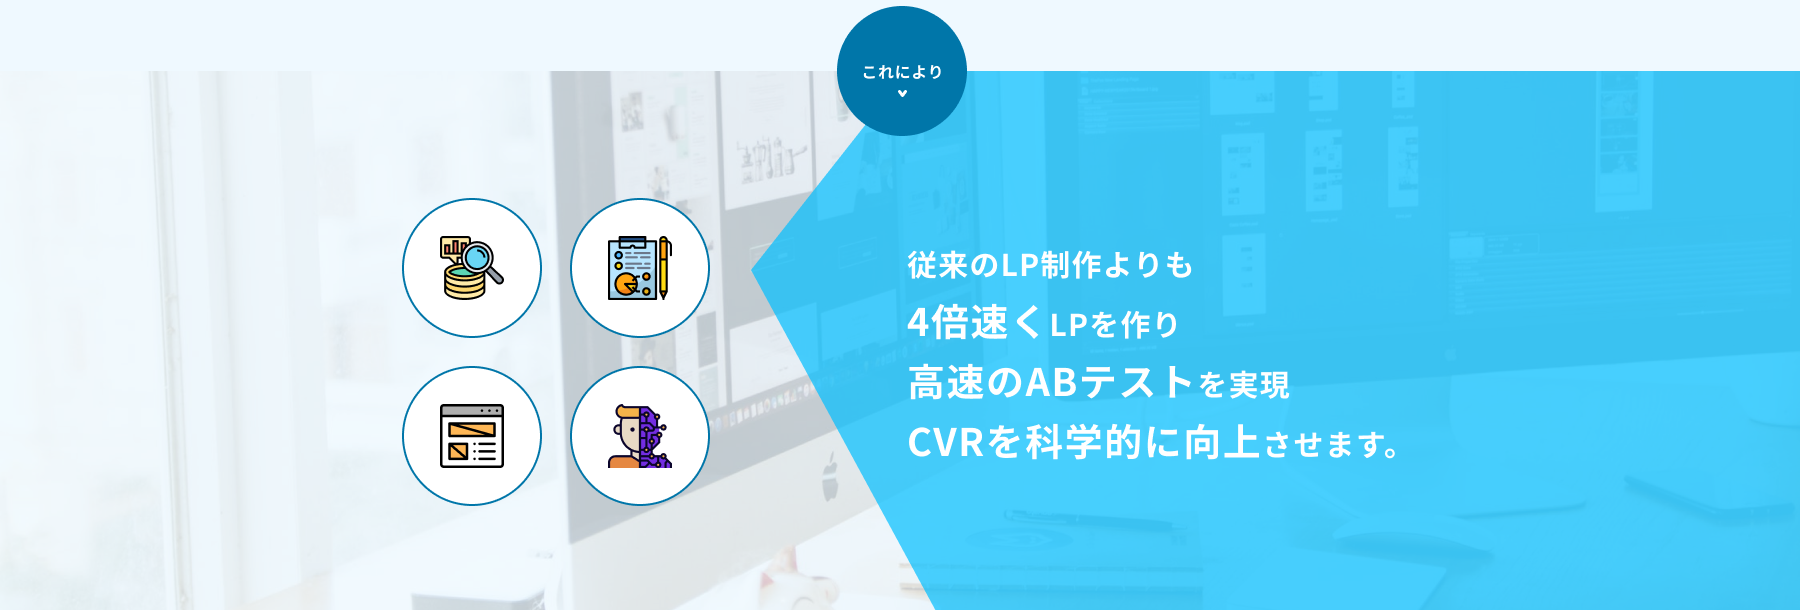 これにより
従来のLP制作よりも
4倍速くLPを作り
高速のABテストを実現
CVRを科学的に向上させます。